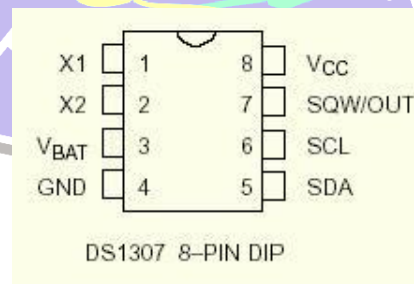 X1 1 8 VCC
X2 2 7 SQW/OUT
VBAT 3 6 SCL
GND 4 5 SDA
DS1307 8–PIN DIP